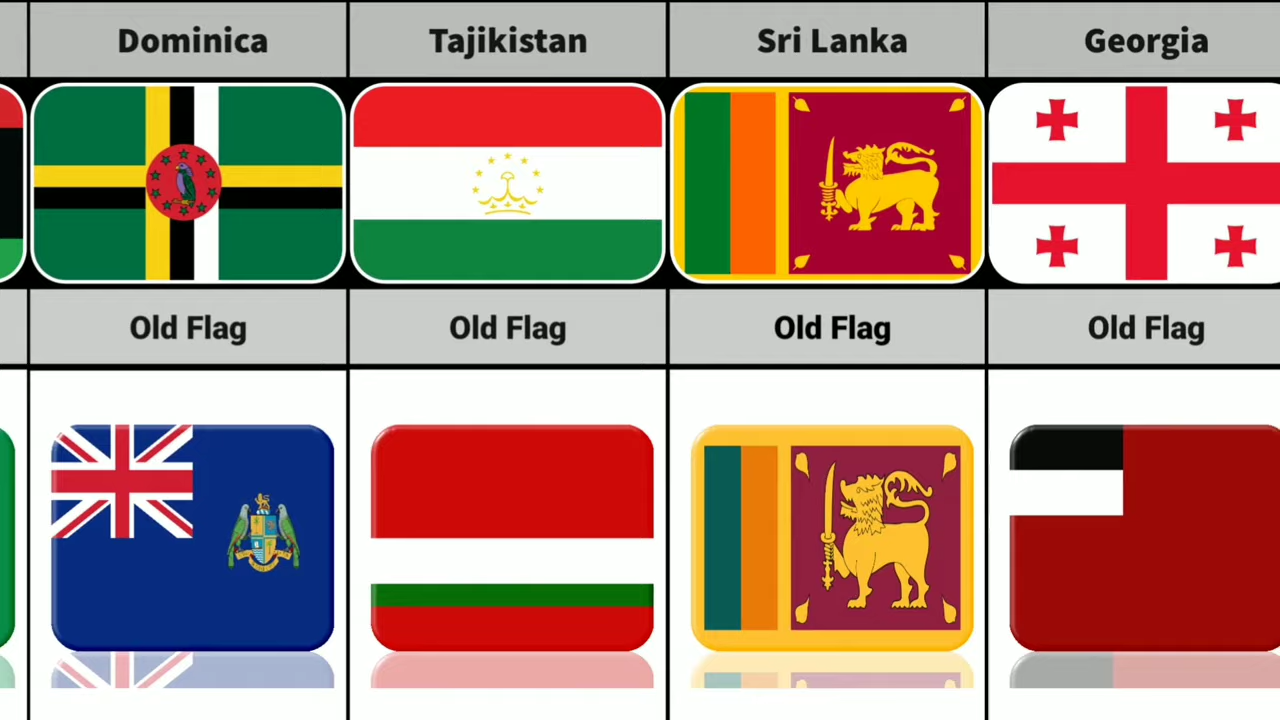 Dominica
Tajikistan
Sri Lanka
Georgia
Old Flag
Old Flag
Old Flag
Old Flag